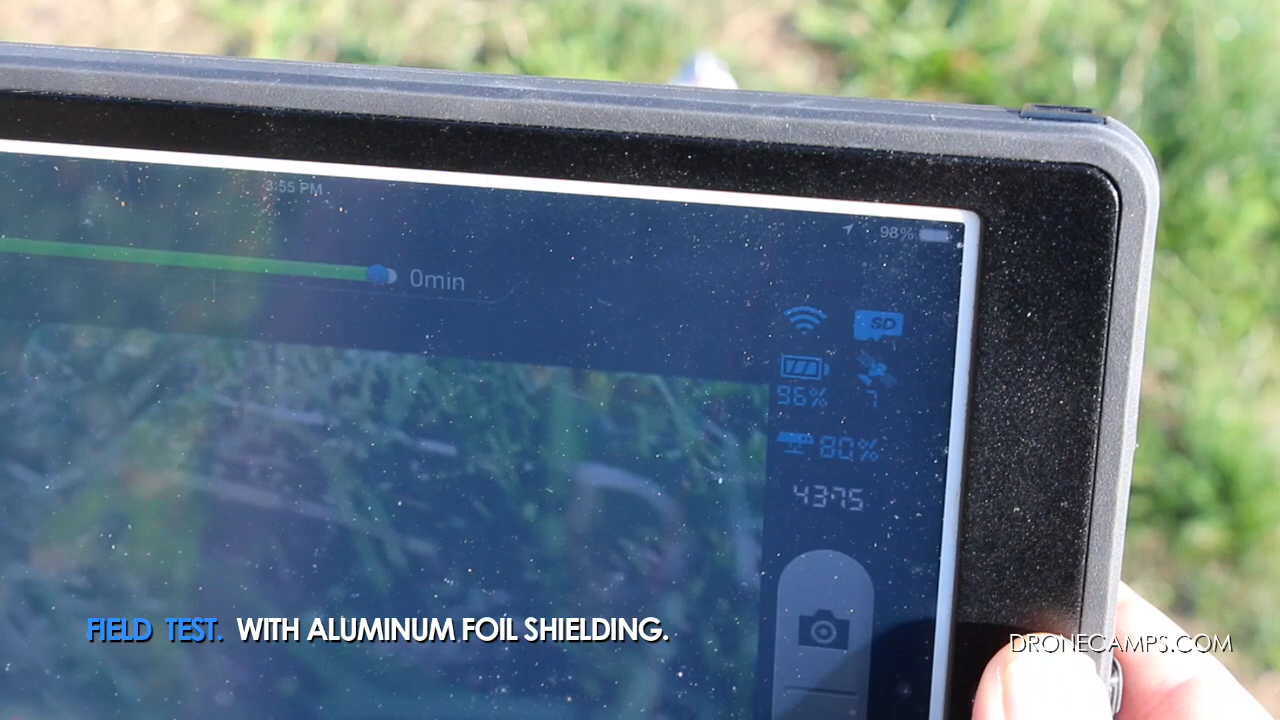 3:55 PM
98%
0min
SD
96% 7
80%
4375
FIELD TEST. WITH ALUMINUM FOIL SHIELDING.
DRONECAMPS.COM